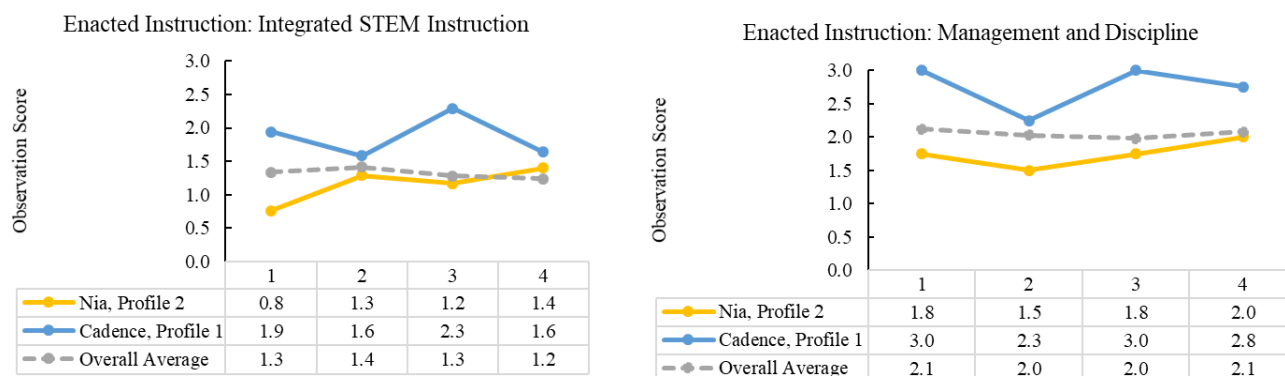 Enacted Instruction: Integrated STEM Instruction
Observation Score
3.0
2.5
2.0
1.5
1.0
0.5
0.0
1 2 3 4
Nia, Profile 2 0.8 1.3 1.2 1.4
Cadence, Profile 1 1.9 1.6 2.3 1.6
Overall Average 1.3 1.4 1.3 1.2
Enacted Instruction: Management and Discipline
Observation Score
3.0
2.5
2.0
1.5
1.0
0.5
0.0
1 2 3 4
Nia, Profile 2 1.8 1.5 1.8 2.0
Cadence, Profile 1 3.0 2.3 3.0 2.8
Overall Average 2.1 2.0 2.0 2.1